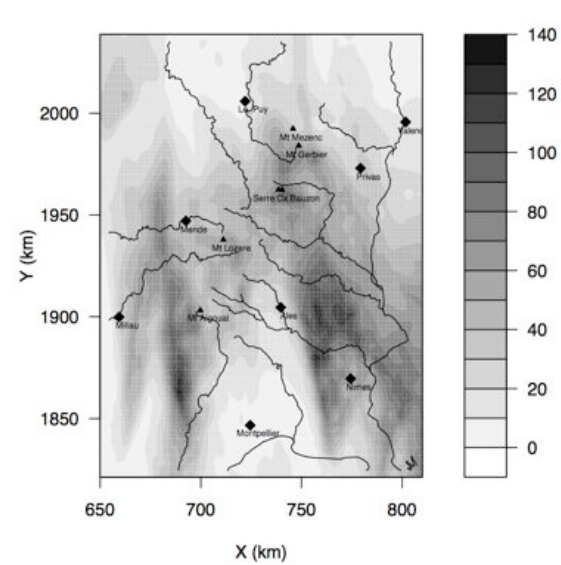 140
120
100
80
60
40
20
0
2000
1950
1900
1850
Y (km)
Le Puy
Valenc
Mt Mezenc
Mt Gerbier
Privas
Serre Cx Bauzon
Mende
Mt Lozere
Millau
Mt Aigoual
Ales
Nimes
Montpellier
650
700
750
800
X (km)